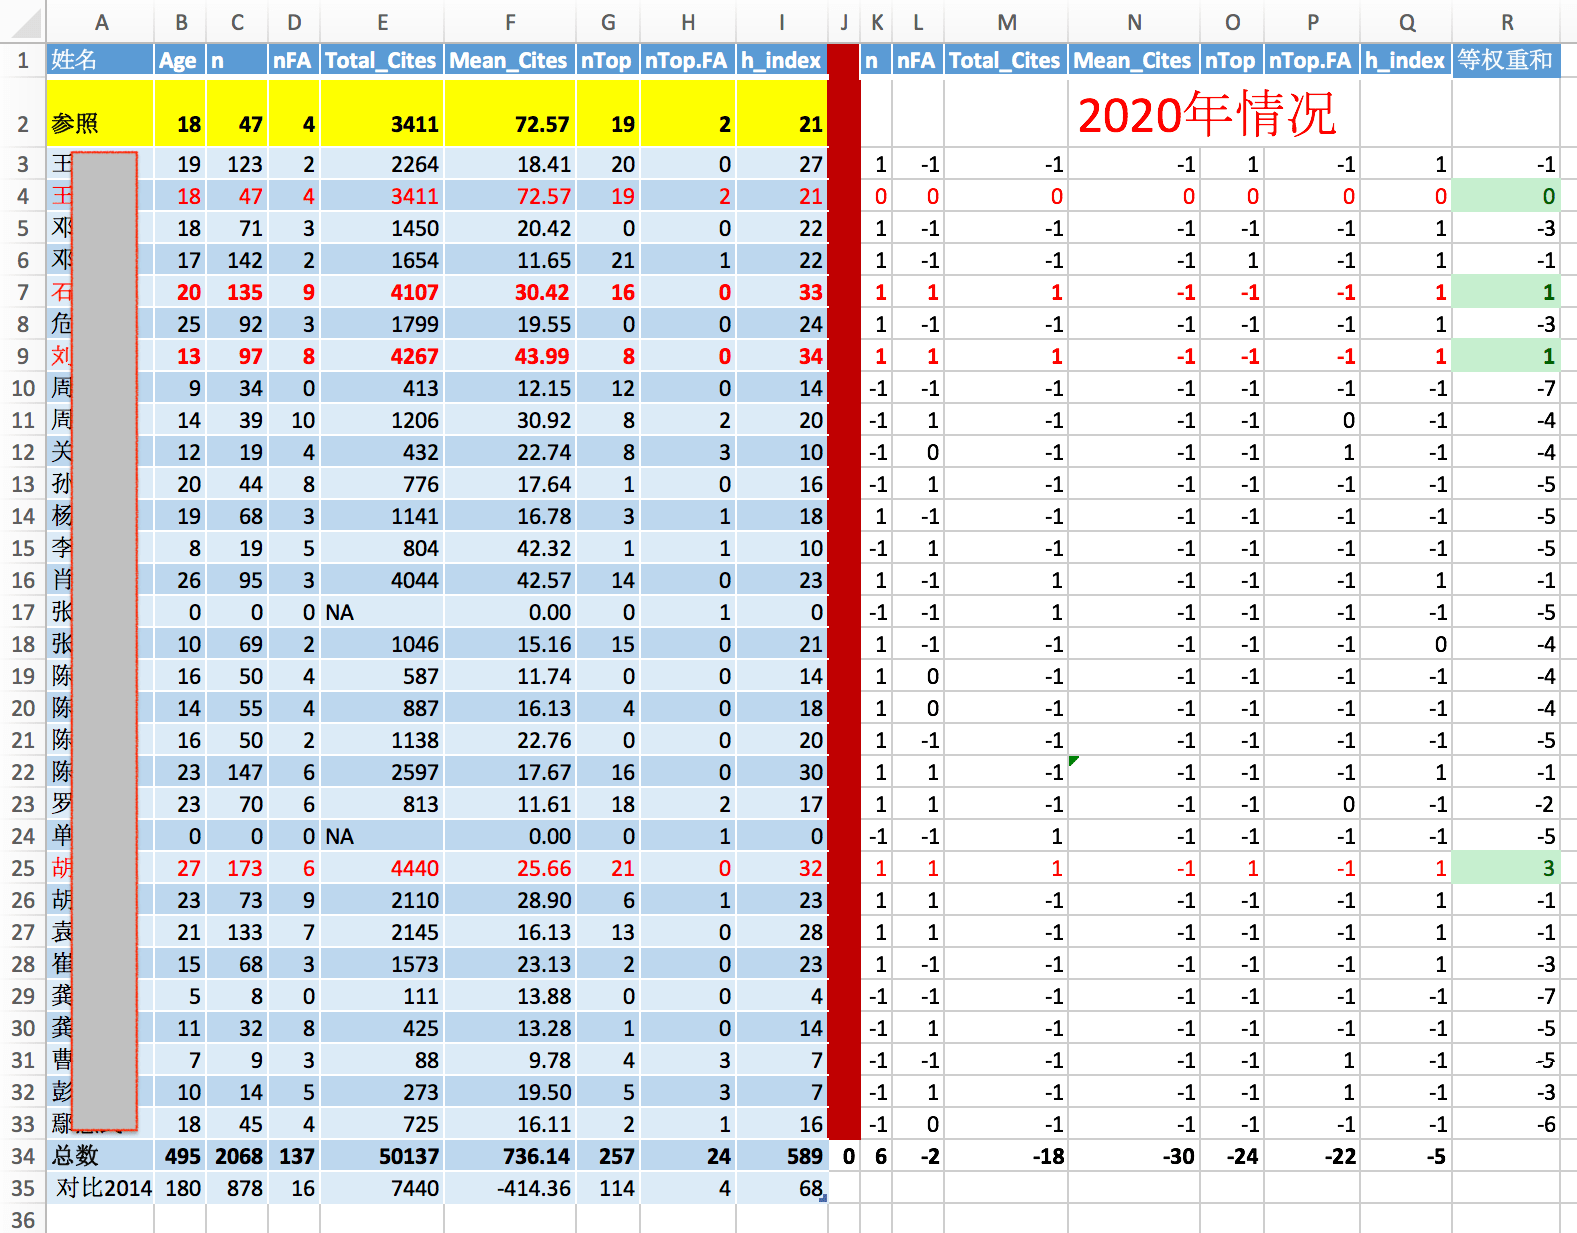 A B C D E F G H I J K L M N O P Q R
1 姓名 Age n nFA Total_Cites Mean_Cites nTop nTop.FA h_index n nFA Total_Cites Mean_Cites nTop nTop.FA h_index 等权重和
2 参照 18 47 4 3411 72.57 19 2 21 2020年情况
3 王 19 123 2 2264 18.41 20 0 27 1 -1 -1 -1 1 -1 1 -1
4 王 18 47 4 3411 72.57 19 2 21 0 0 0 0 0 0 0 0
5 邓 18 71 3 1450 20.42 0 0 22 1 -1 -1 -1 -1 -1 1 -3
6 邓 17 142 2 1654 11.65 21 1 22 1 -1 -1 -1 1 -1 1 -1
7 石 20 135 9 4107 30.42 16 0 33 1 1 1 -1 -1 -1 1 1
8 危 25 92 3 1799 19.55 0 0 24 1 -1 -1 -1 -1 -1 1 -3
9 刘 13 97 8 4267 43.99 8 0 34 1 1 1 -1 -1 -1 1 1
10 周 9 34 0 413 12.15 12 0 14 -1 -1 -1 -1 -1 -1 -1 -7
11 周 14 39 10 1206 30.92 8 2 20 -1 1 -1 -1 -1 0 -1 -4
12 关 12 19 4 432 22.74 8 3 10 -1 0 -1 -1 -1 1 -1 -4
13 孙 20 44 8 776 17.64 1 0 16 -1 1 -1 -1 -1 -1 -1 -5
14 杨 19 68 3 1141 16.78 3 1 18 1 -1 -1 -1 -1 -1 -1 -5
15 李 8 19 5 804 42.32 1 1 10 -1 1 -1 -1 -1 -1 -1 -5
16 肖 26 95 3 4044 42.57 14 0 23 1 -1 1 -1 -1 -1 1 -1
17 张 0 0 0 NA 0.00 0 1 0 -1 -1 1 -1 -1 -1 -1 -5
18 张 10 69 2 1046 15.16 15 0 21 1 -1 -1 -1 -1 -1 0 -4
19 陈 16 50 4 587 11.74 0 0 14 1 0 -1 -1 -1 -1 -1 -4
20 陈 14 55 4 887 16.13 4 0 18 1 0 -1 -1 -1 -1 -1 -4
21 陈 16 50 2 1138 22.76 0 0 20 1 -1 -1 -1 -1 -1 -1 -5
22 陈 23 147 6 2597 17.67 16 0 30 1 1 -1 -1 -1 -1 1 -1
23 罗 23 70 6 813 11.61 18 2 17 1 1 -1 -1 -1 0 -1 -2
24 单 0 0 0 NA 0.00 0 1 0 -1 -1 1 -1 -1 -1 -1 -5
25 胡 27 173 6 4440 25.66 21 0 32 1 1 1 -1 1 -1 1 3
26 胡 23 73 9 2110 28.90 6 1 23 1 1 -1 -1 -1 -1 1 -1
27 袁 21 133 7 2145 16.13 13 0 28 1 1 -1 -1 -1 -1 1 -1
28 崔 15 68 3 1573 23.13 2 0 23 1 -1 -1 -1 -1 -1 1 -3
29 龚 5 8 0 111 13.88 0 0 4 -1 -1 -1 -1 -1 -1 -1 -7
30 龚 11 32 8 425 13.28 1 0 14 -1 1 -1 -1 -1 -1 -1 -5
31 曹 7 9 3 88 9.78 4 3 7 -1 -1 -1 -1 -1 1 -1 -5
32 彭 10 14 5 273 19.50 5 3 7 -1 1 -1 -1 -1 1 -1 -3
33 鄢 18 45 4 725 16.11 2 1 16 -1 0 -1 -1 -1 -1 -1 -6
34 总数 495 2068 137 50137 736.14 257 24 589 0 6 -2 -18 -30 -24 -22 -5
35 对比2014 180 878 16 7440 -414.36 114 4 68
36